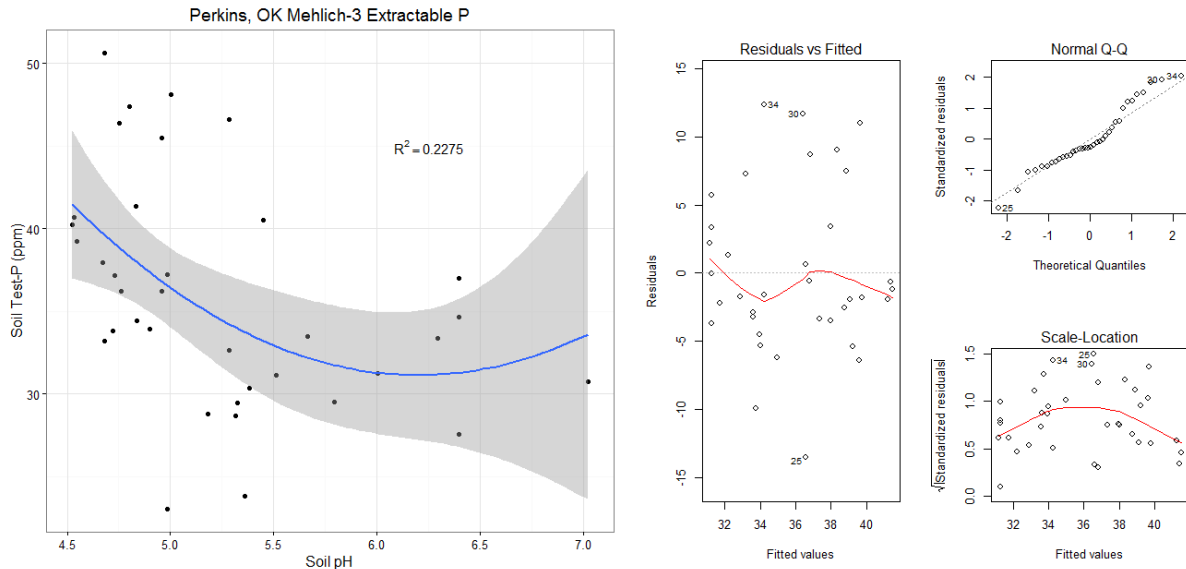 Perkins, OK Mehlich-3 Extractable P
50
40
30
Soil Test-P (ppm)
R² = 0.2275
4.5 5.0 5.5 6.0 6.5 7.0
Soil pH
Residuals vs Fitted
15
10
5
0
-5
-10
-15
Residuals
34
30
25
32 34 36 38 40
Fitted values
Normal Q-Q
2
1
0
-1
-2
Standardized residuals
30 34
25
-2 -1 0 1 2
Theoretical Quantiles
Scale-Location
1.5
1.0
0.5
0.0
√|Standardized residuals|
34 25
30
32 34 36 38 40
Fitted values